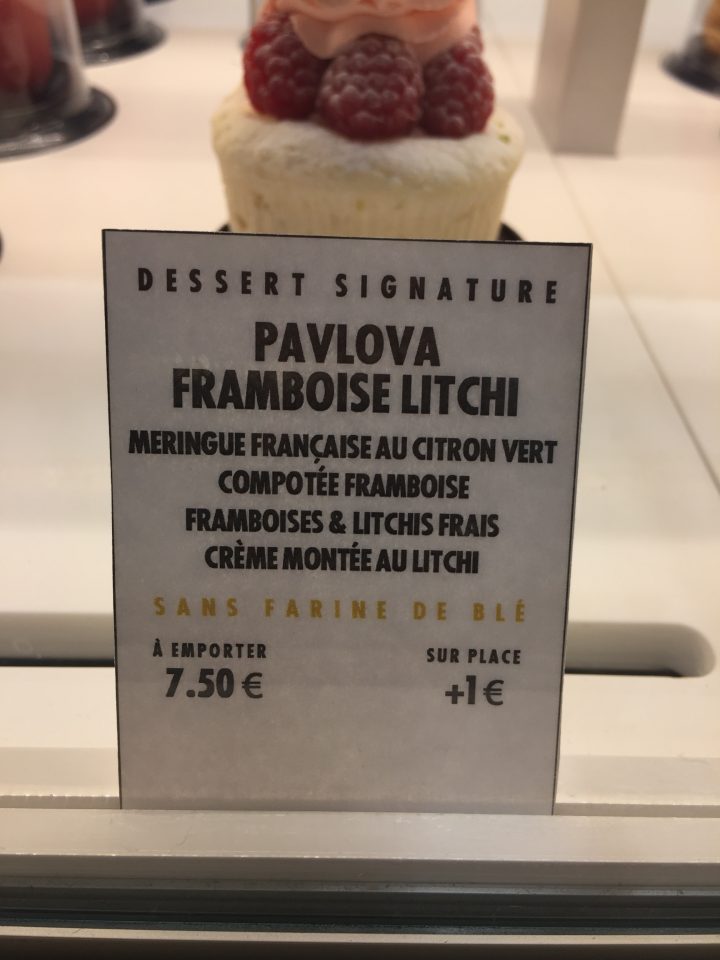 DESSERT SIGNATURE
PAVLOVA
FRAMBOISE LITCHI
MERINGUE FRANÇAISE AU CITRON VERT
COMPOTÉE FRAMBOISE
FRAMBOISES & LITCHIS FRAIS
CRÈME MONTÉE AU LITCHI
SANS FARINE DE BLÉ
À EMPORTER SUR PLACE
7.50 € +1 €